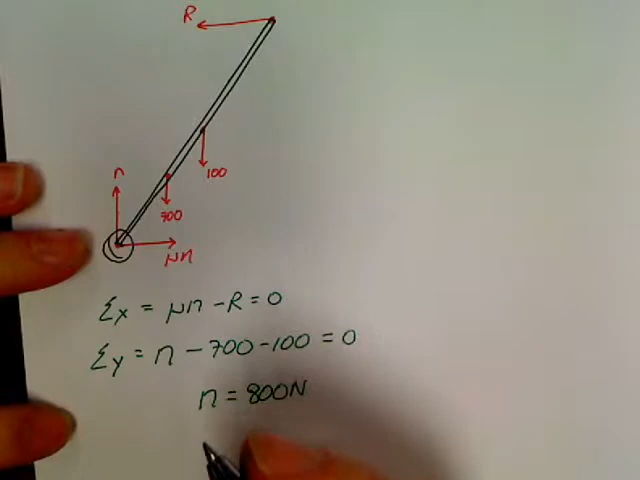 R
100
n
700
μn
Σx = μn - R = 0
Σy = n - 700 - 100 = 0
n = 800N